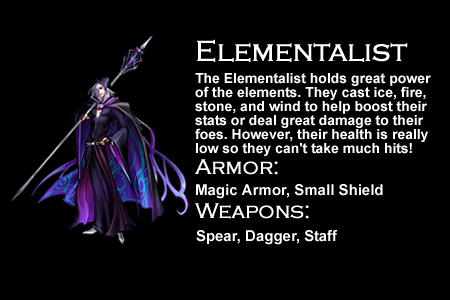 Elementalist
The Elementalist holds great power
of the elements. They cast ice, fire,
stone, and wind to help boost their
stats or deal great damage to their
foes. However, their health is really
low so they can't take much hits!
Armor:
Magic Armor, Small Shield
Weapons:
Spear, Dagger, Staff